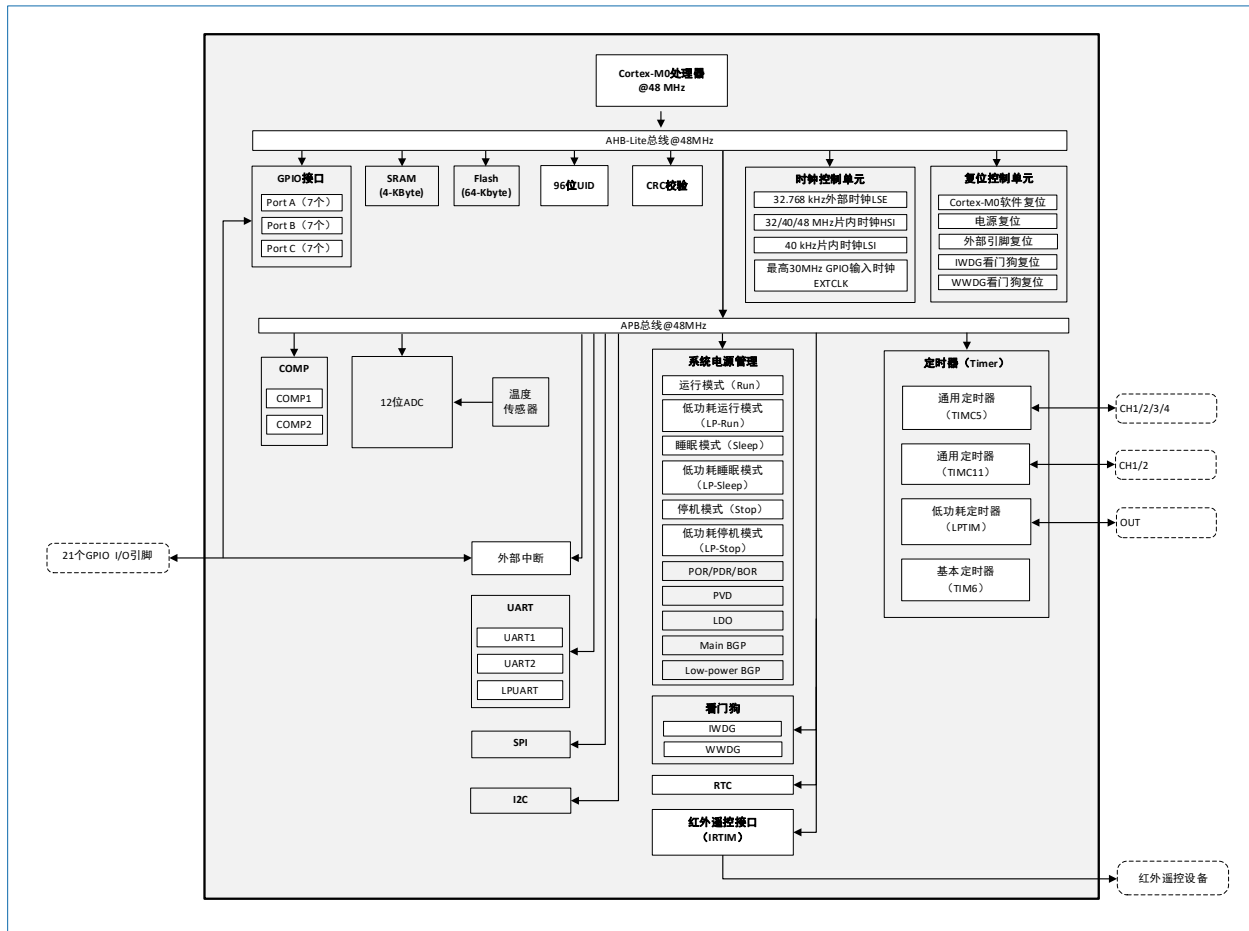 Cortex-M0处理器
@48 MHz
AHB-Lite总线@48MHz
GPIO接口
Port A（7个）
Port B（7个）
Port C（7个）
SRAM
(4-KByte)
Flash
(64-Kbyte)
96位UID
CRC校验
时钟控制单元
32.768 kHz外部时钟LSE
32/40/48 MHz片内时钟HSI
40 kHz片内时钟LSI
最高30MHz GPIO输入时钟
EXTCLK
复位控制单元
Cortex-M0软件复位
电源复位
外部引脚复位
IWDG看门狗复位
WWDG看门狗复位
APB总线@48MHz
COMP
COMP1
COMP2
12位ADC
温度
传感器
系统电源管理
运行模式（Run）
低功耗运行模式
（LP-Run）
睡眠模式（Sleep）
低功耗睡眠模式
（LP-Sleep）
停机模式（Stop）
低功耗停机模式
（LP-Stop）
POR/PDR/BOR
PVD
LDO
Main BGP
Low-power BGP
定时器（Timer）
通用定时器
（TIMC5）
CH1/2/3/4
通用定时器
（TIMC11）
CH1/2
低功耗定时器
（LPTIM）
OUT
基本定时器
（TIM6）
21个GPIO I/O引脚
外部中断
UART
UART1
UART2
LPUART
SPI
I2C
看门狗
IWDG
WWDG
RTC
红外遥控接口
（IRTIM）
红外遥控设备